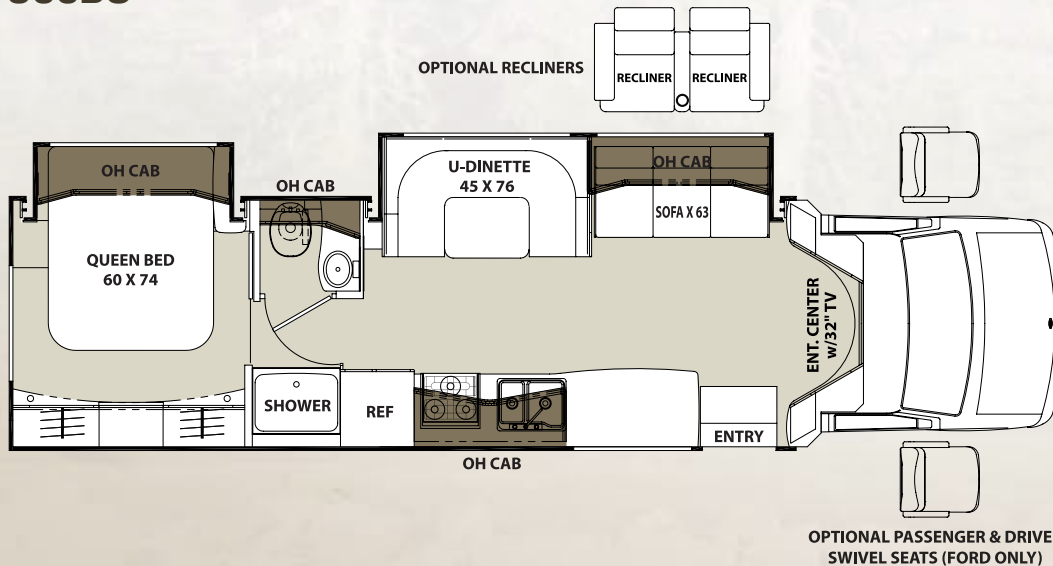 OPTIONAL RECLINERS
RECLINER
RECLINER
OH CAB
OH CAB
U-DINETTE
45 X 76
OH CAB
SOFA X 63
QUEEN BED
60 X 74
ENT. CENTER
w/32" TV
SHOWER
REF
ENTRY
OH CAB
OPTIONAL PASSENGER & DRIVE
SWIVEL SEATS (FORD ONLY)